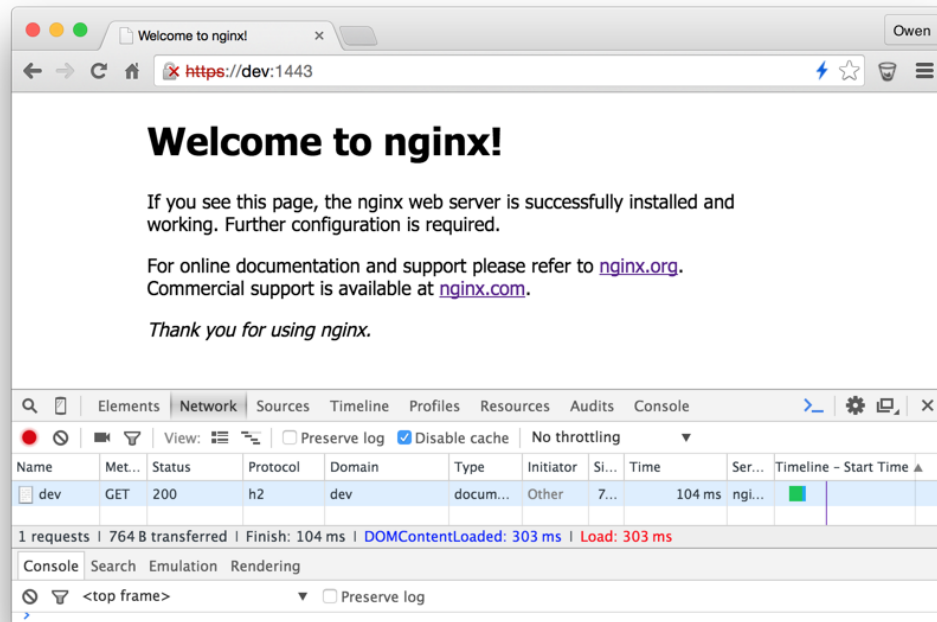 Welcome to nginx!
Owen
https://dev:1443
Welcome to nginx!
If you see this page, the nginx web server is successfully installed and
working. Further configuration is required.
For online documentation and support please refer to nginx.org.
Commercial support is available at nginx.com.
Thank you for using nginx.
Elements Network Sources Timeline Profiles Resources Audits Console
View: Preserve log Disable cache No throttling
Name Met... Status Protocol Domain Type Initiator Si... Time Ser... Timeline – Start Time
dev GET 200 h2 dev docum... Other 7... 104 ms ngi...
1 requests | 764 B transferred | Finish: 104 ms | DOMContentLoaded: 303 ms | Load: 303 ms
Console Search Emulation Rendering
<top frame> Preserve log